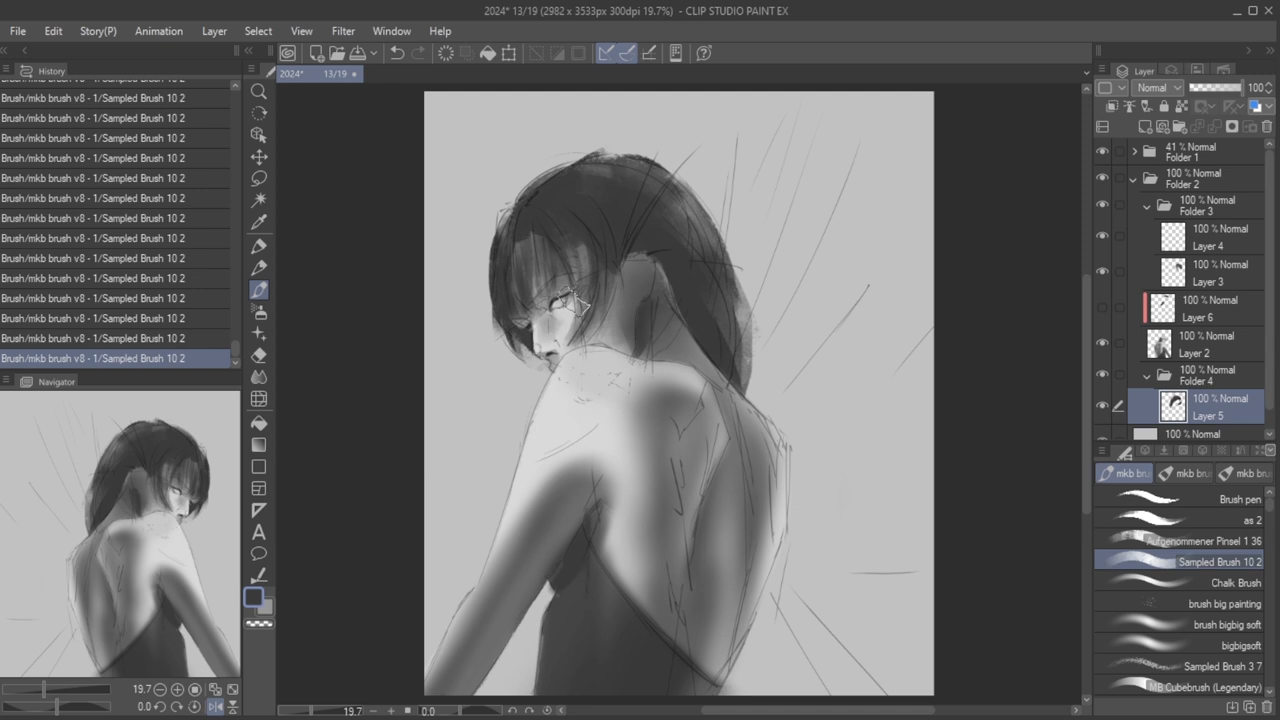 2024* 13/19 (2982 x 3533px 300dpi 19.7%) - CLIP STUDIO PAINT EX
File Edit Story(P) Animation Layer Select View Filter Window Help
History
Brush/mkb brush v8 - 1/Sampled Brush 10 2
Brush/mkb brush v8 - 1/Sampled Brush 10 2
Brush/mkb brush v8 - 1/Sampled Brush 10 2
Brush/mkb brush v8 - 1/Sampled Brush 10 2
Brush/mkb brush v8 - 1/Sampled Brush 10 2
Brush/mkb brush v8 - 1/Sampled Brush 10 2
Brush/mkb brush v8 - 1/Sampled Brush 10 2
Brush/mkb brush v8 - 1/Sampled Brush 10 2
Brush/mkb brush v8 - 1/Sampled Brush 10 2
Brush/mkb brush v8 - 1/Sampled Brush 10 2
Brush/mkb brush v8 - 1/Sampled Brush 10 2
Brush/mkb brush v8 - 1/Sampled Brush 10 2
Brush/mkb brush v8 - 1/Sampled Brush 10 2
Brush/mkb brush v8 - 1/Sampled Brush 10 2
Navigator
19.7
0.0
2024* 13/19
19.7 0.0
Layer
Normal 100
41 % Normal
Folder 1
100 % Normal
Folder 2
100 % Normal
Folder 3
100 % Normal
Layer 4
100 % Normal
Layer 3
100 % Normal
Layer 6
100 % Normal
Layer 2
100 % Normal
Folder 4
100 % Normal
Layer 5
100 % Normal
mkb bru mkb bru mkb bru
Brush pen
as 2
Aufgenommener Pinsel 1 36
Sampled Brush 10 2
Chalk Brush
brush big painting
brush bigbig soft
bigbigsoft
Sampled Brush 3 7
MB Cubebrush (Legendary)